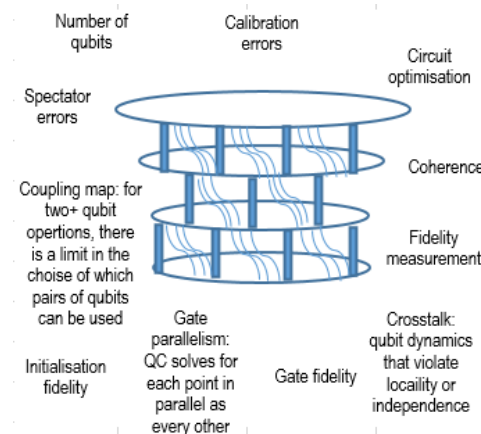 Number of
qubits
Calibration
errors
Circuit
optimisation
Spectator
errors
Coherence
Coupling map: for
two+ qubit
opertions, there
is a limit in the
choise of which
pairs of qubits
can be used
Fidelity
measurement
Initialisation
fidelity
Gate
parallelism:
QC solves for
each point in
parallel as
every other
Gate fidelity
Crosstalk:
qubit dynamics
that violate
locaility or
independence